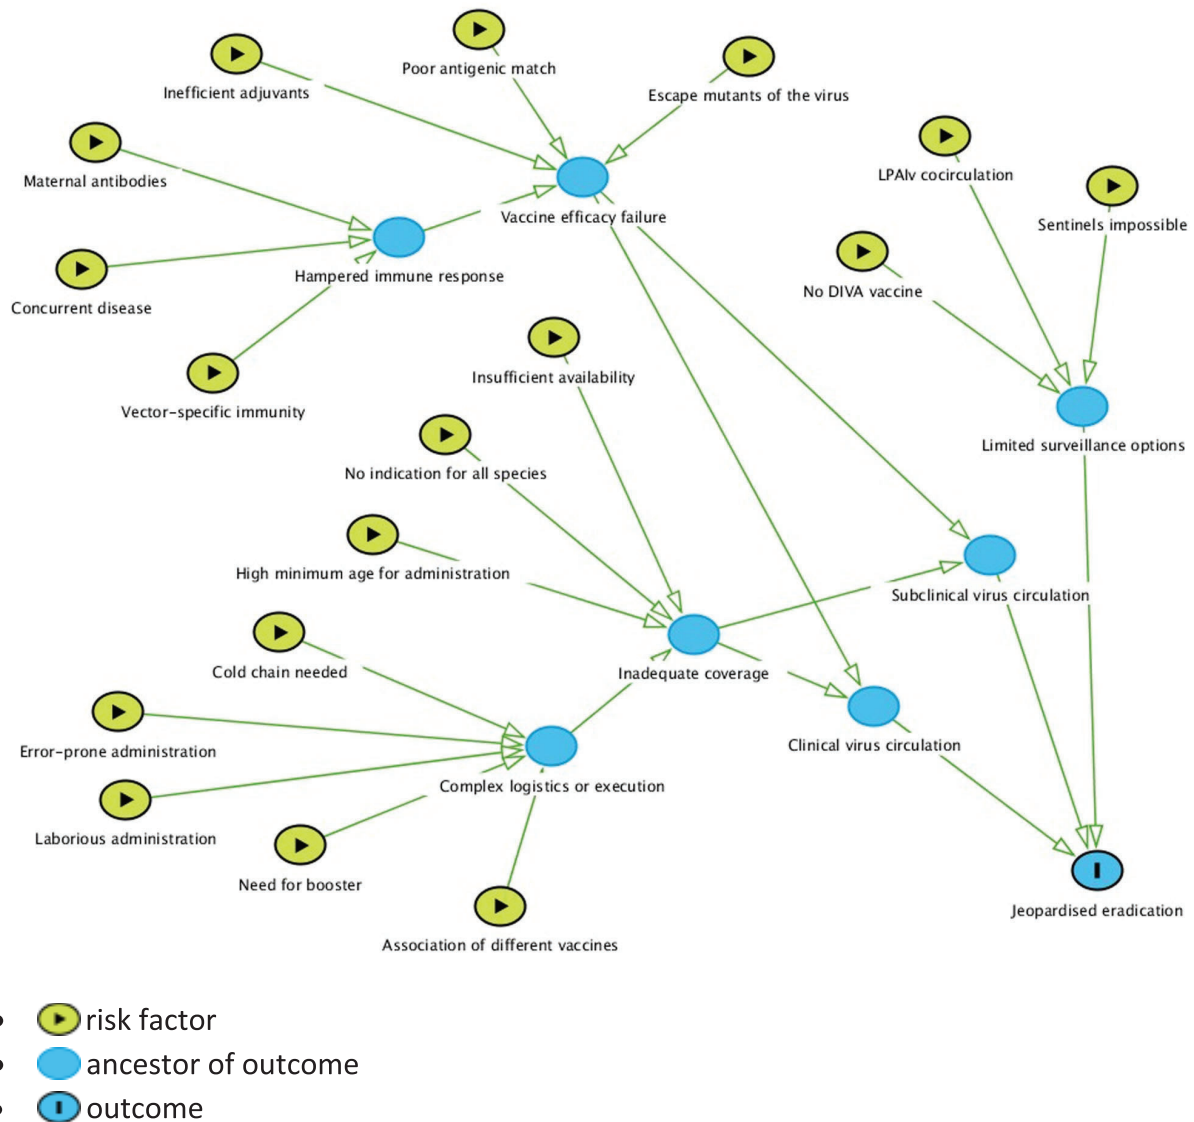 Poor antigenic match
Inefficient adjuvants
Escape mutants of the virus
LPAIv cocirculation
Maternal antibodies
Sentinels impossible
Vaccine efficacy failure
Hampered immune response
No DIVA vaccine
Concurrent disease
Insufficient availability
Vector-specific immunity
Limited surveillance options
No indication for all species
High minimum age for administration
Subclinical virus circulation
Cold chain needed
Inadequate coverage
Error-prone administration
Clinical virus circulation
Complex logistics or execution
Laborious administration
Need for booster
Jeopardised eradication
Association of different vaccines
risk factor
ancestor of outcome
outcome